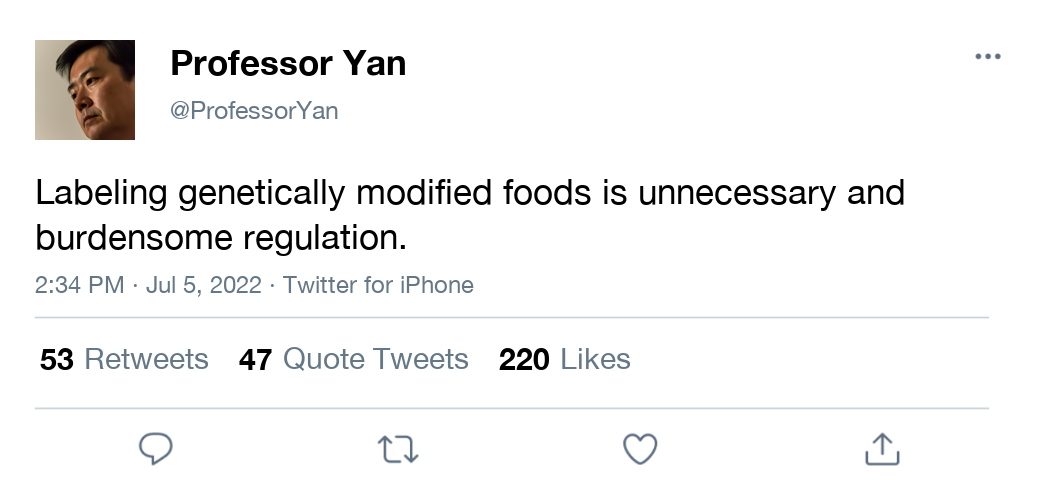 Professor Yan
@ProfessorYan
Labeling genetically modified foods is unnecessary and
burdensome regulation.
2:34 PM · Jul 5, 2022 · Twitter for iPhone
53 Retweets 47 Quote Tweets 220 Likes